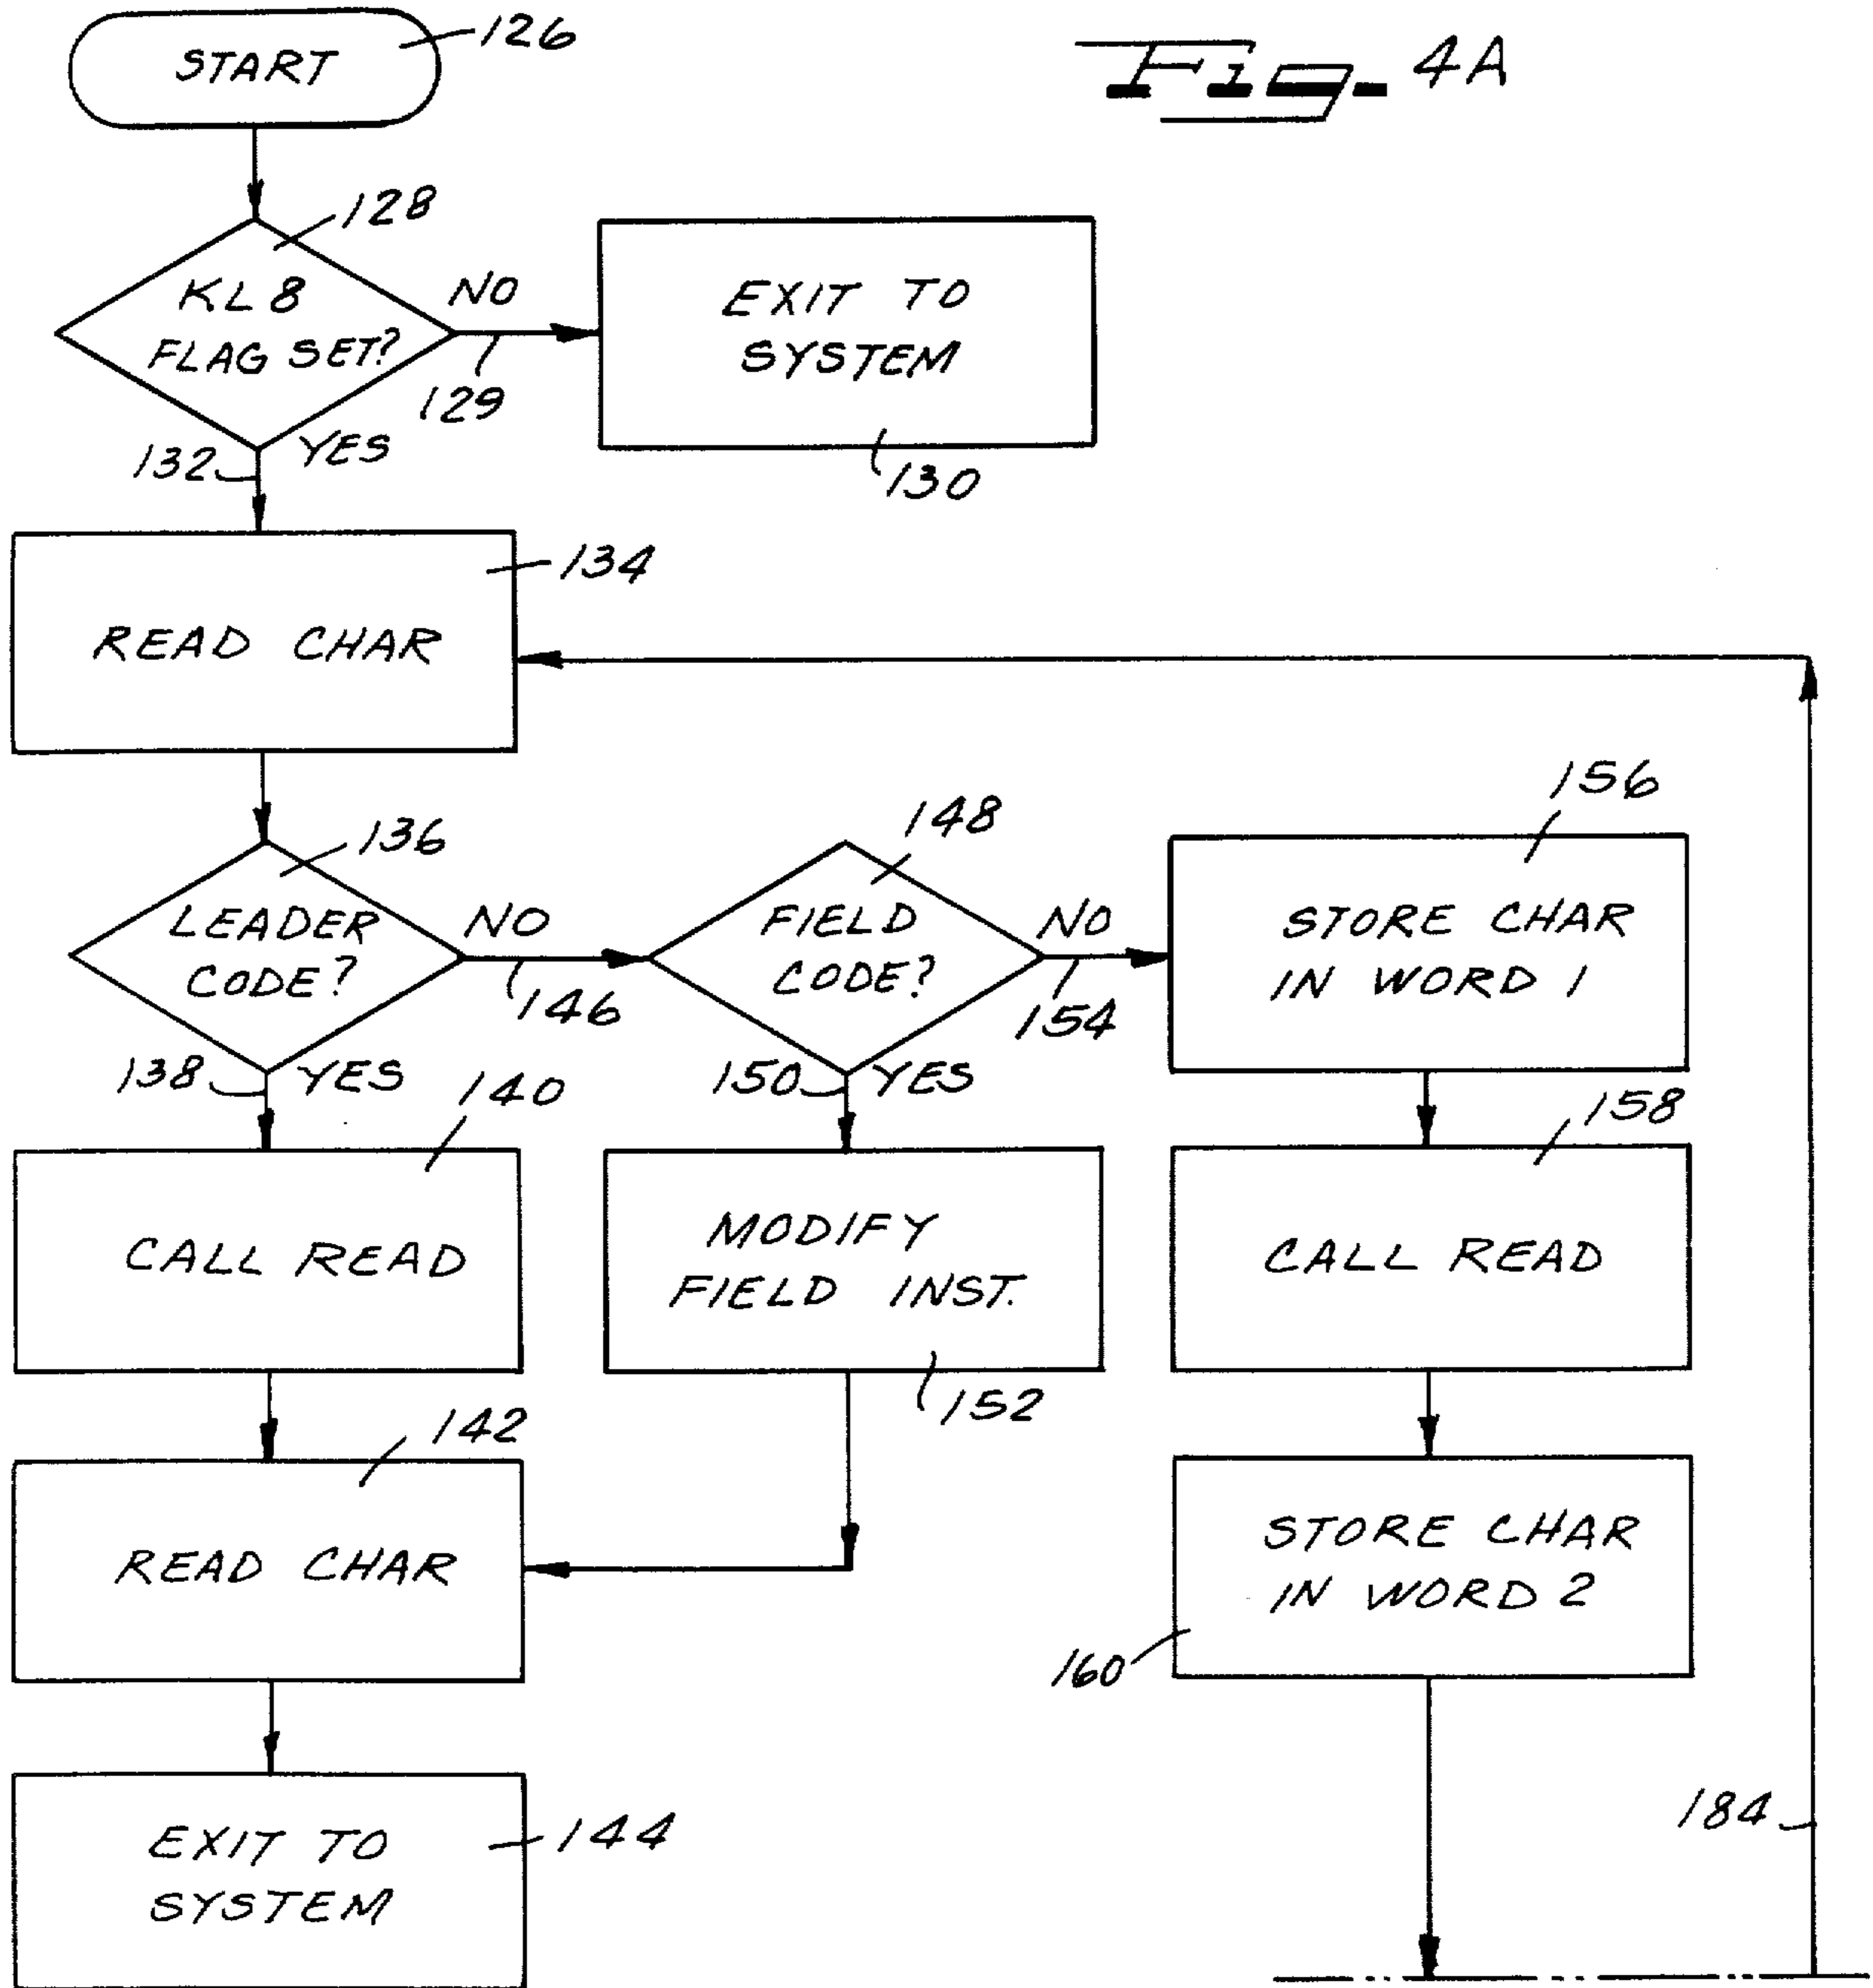 START
126
Fig. 4A
128
KL8
FLAG SET?
NO
129
EXIT TO
SYSTEM
130
132
YES
134
READ CHAR
136
LEADER
CODE?
NO
146
148
FIELD
CODE?
NO
154
156
STORE CHAR
IN WORD 1
138
YES
140
150
YES
158
CALL READ
MODIFY
FIELD INST.
152
CALL READ
142
READ CHAR
STORE CHAR
IN WORD 2
160
EXIT TO
SYSTEM
144
184